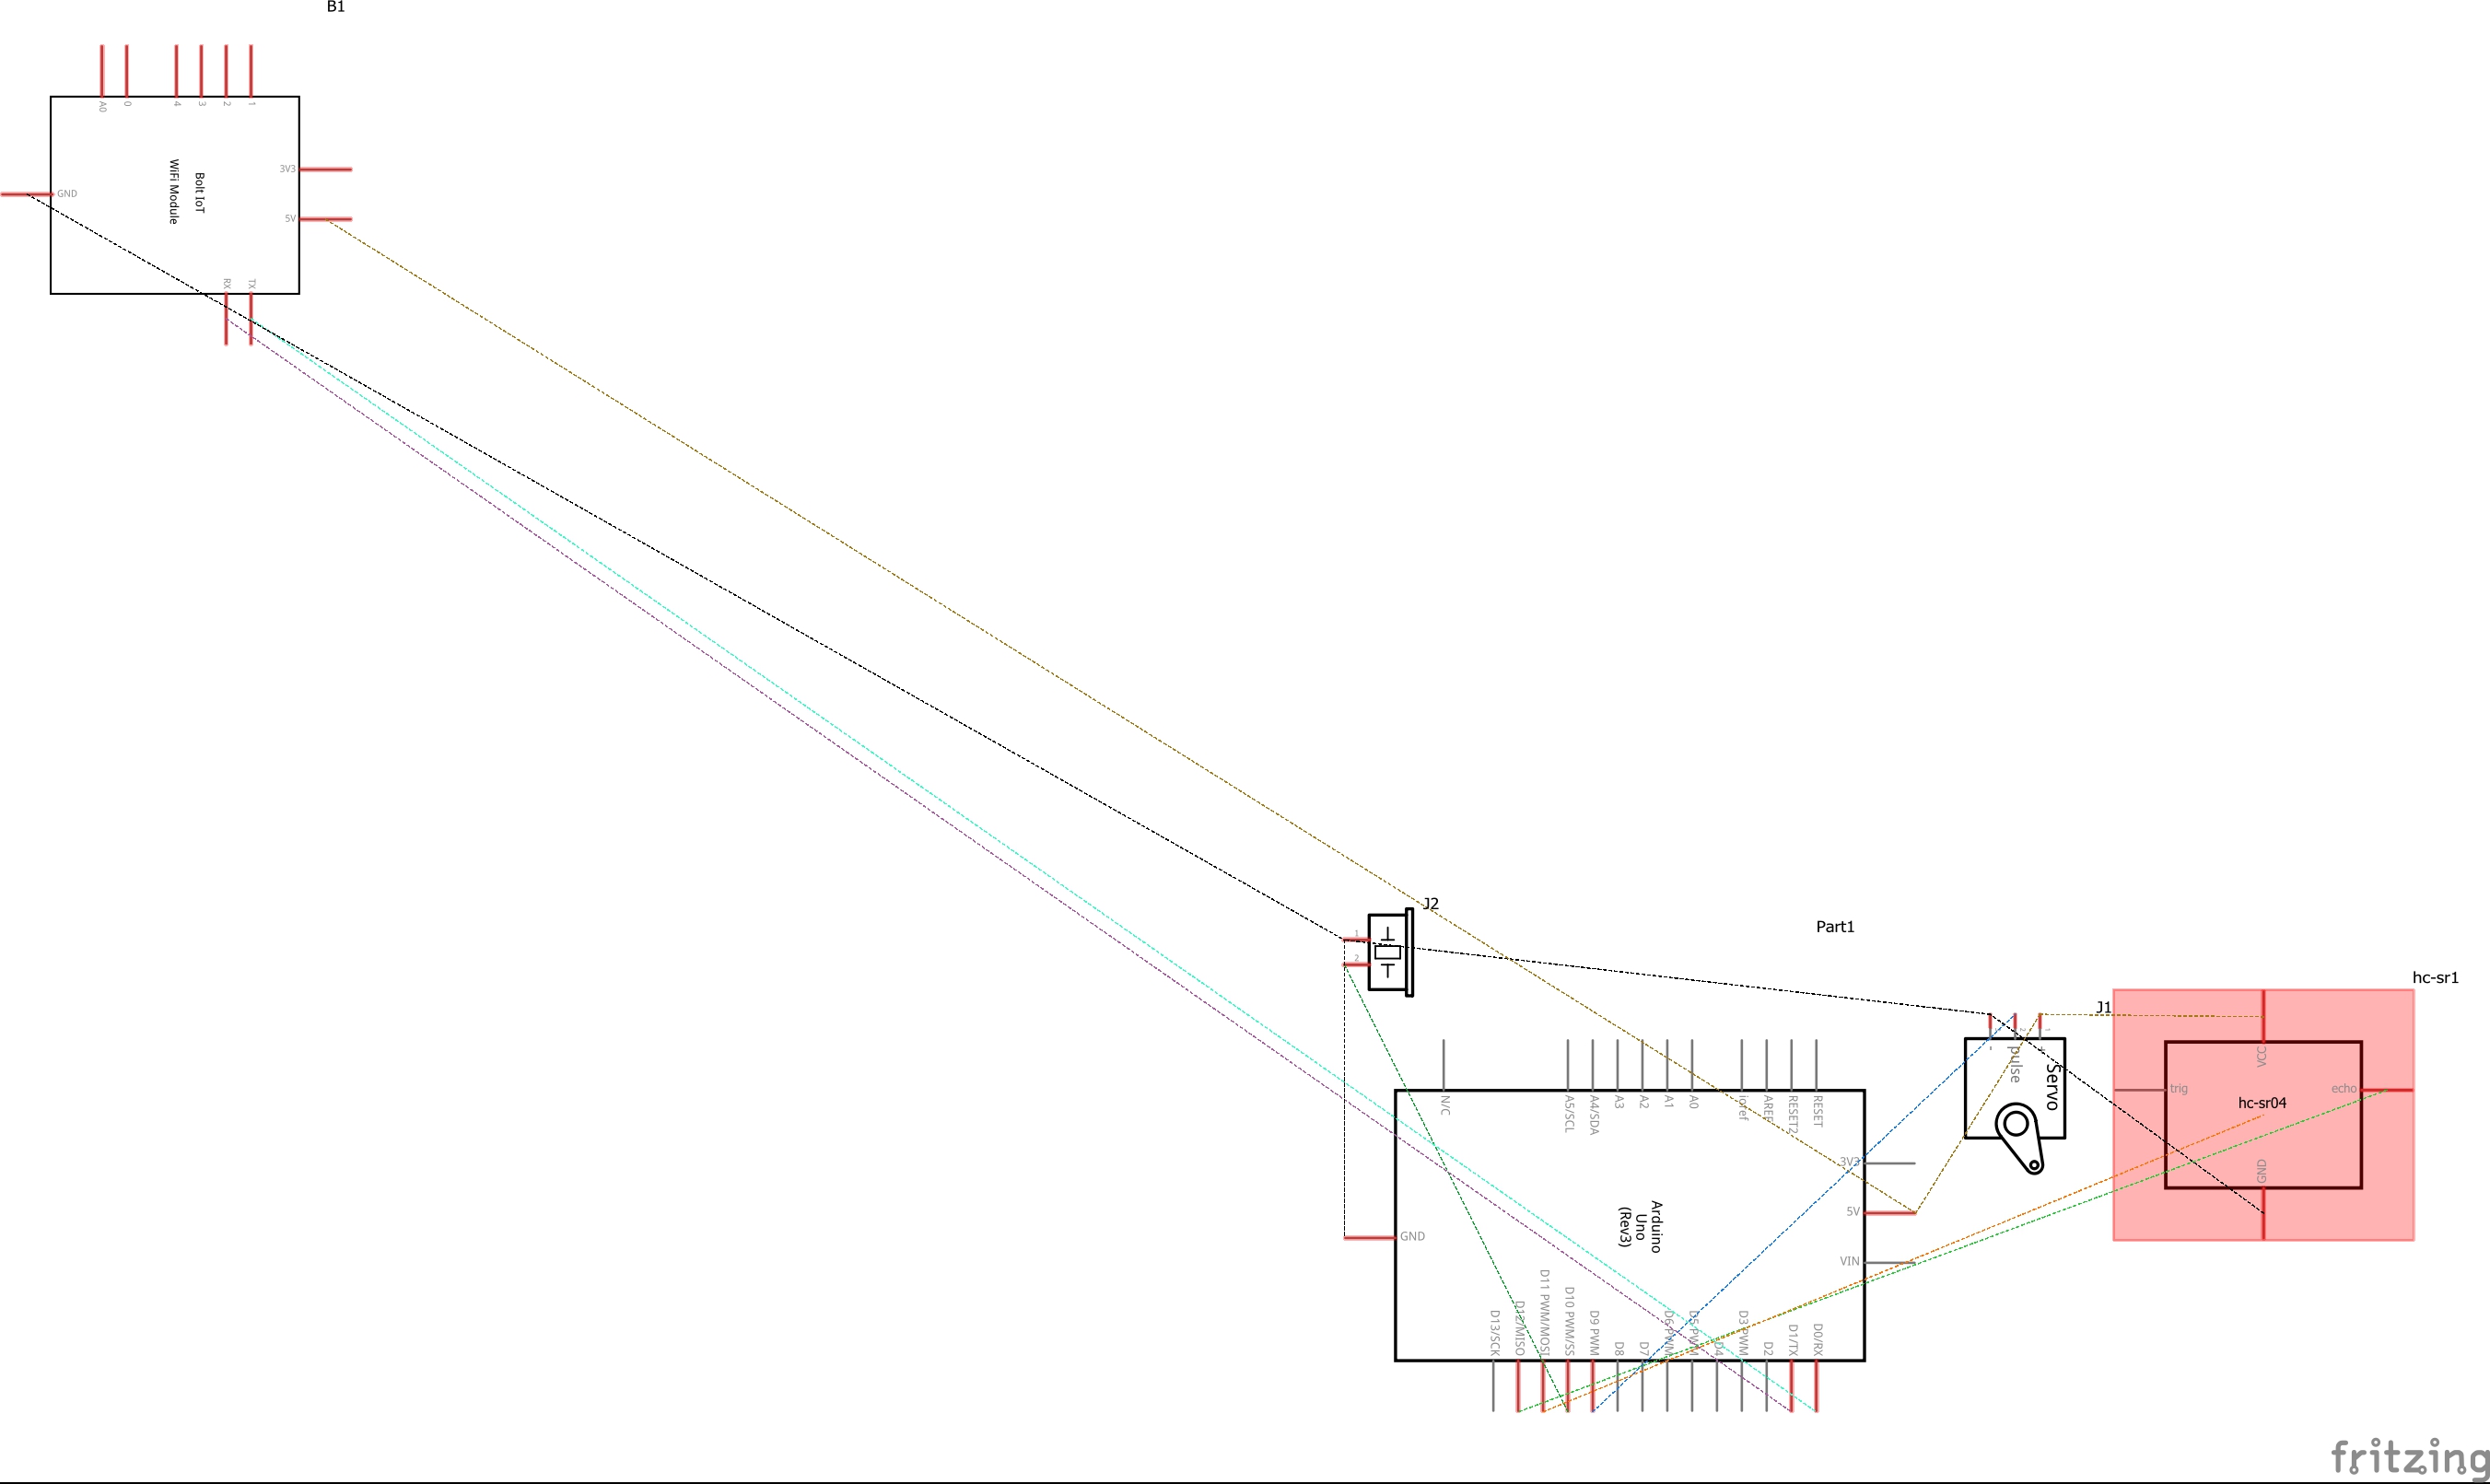 B1
A0
0
4
3
2
1
Bolt IoT
WiFi Module
3V3
GND
5V
RX
TX
J2
1
2
Part1
hc-sr1
J1
2
1
-
pulse
+
Servo
VCC
trig
echo
hc-sr04
GND
N/C
A5/SCL
A4/SDA
A3
A2
A1
A0
ioref
AREF
RESET2
RESET
3V3
5V
VIN
GND
Arduino
Uno
(Rev3)
D13/SCK
D12/MISO
D11 PWM/MOSI
D10 PWM/SS
D9 PWM
D8
D7
D6 PWM
D5 PWM
D4
D3 PWM
D2
D1/TX
D0/RX
fritzing